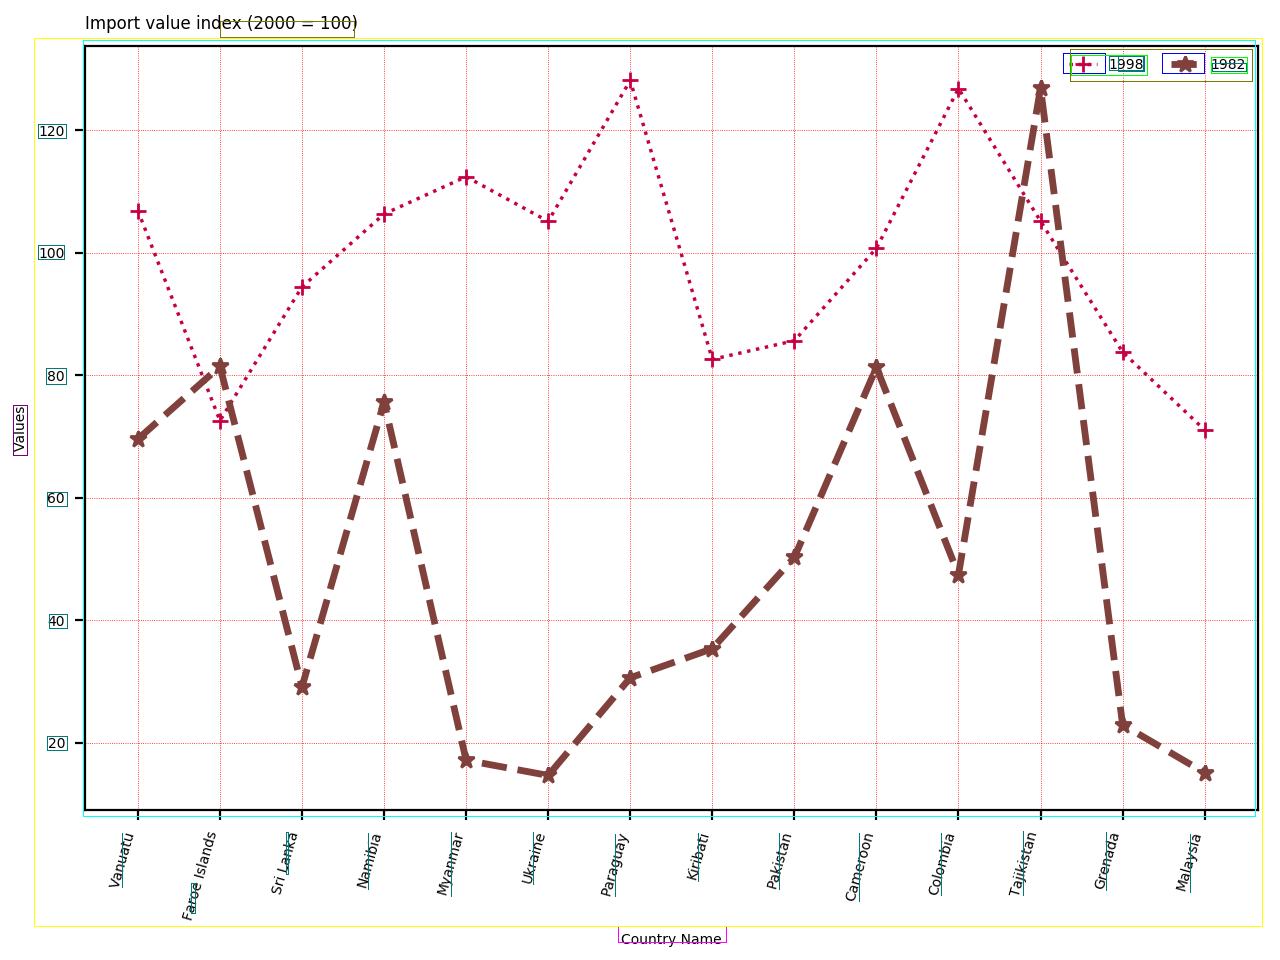 Import value index (2000 = 100)
1998 1982
120
100
80
60
40
20
Values
Vanuatu
Faroe Islands
Sri Lanka
Namibia
Myanmar
Ukraine
Paraguay
Kiribati
Pakistan
Cameroon
Colombia
Tajikistan
Grenada
Malaysia
Country Name